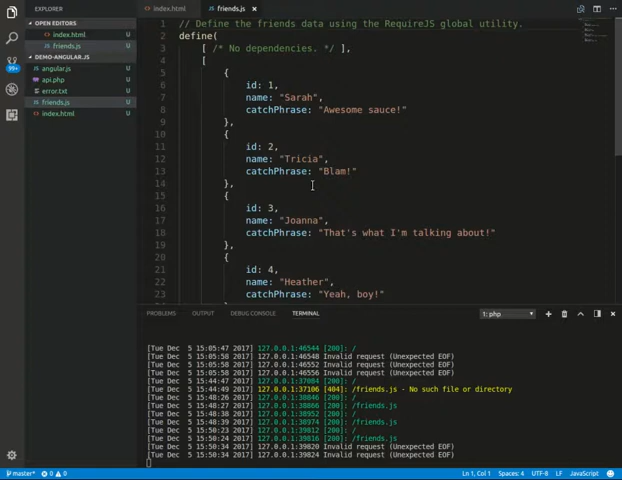 EXPLORER
OPEN EDITORS
index.html U
friends.js U
DEMO-ANGULAR.JS
angular.js U
api.php U
error.txt U
friends.js U
index.html U
99+
index.html
friends.js ×
1 // Define the friends data using the RequireJS global utility.
2 define(
3 [ /* No dependencies. */ ],
4 [
5 {
6 id: 1,
7 name: "Sarah",
8 catchPhrase: "Awesome sauce!"
9 },
10 {
11 id: 2,
12 name: "Tricia",
13 catchPhrase: "Blam!"
14 },
15 {
16 id: 3,
17 name: "Joanna",
18 catchPhrase: "That's what I'm talking about!"
19 },
20 {
21 id: 4,
22 name: "Heather",
23 catchPhrase: "Yeah, boy!"
PROBLEMS OUTPUT DEBUG CONSOLE TERMINAL 1: php
[Tue Dec  5 15:05:47 2017] 127.0.0.1:46544 [200]: /
[Tue Dec  5 15:05:58 2017] 127.0.0.1:46548 Invalid request (Unexpected EOF)
[Tue Dec  5 15:05:58 2017] 127.0.0.1:46552 Invalid request (Unexpected EOF)
[Tue Dec  5 15:05:58 2017] 127.0.0.1:46556 Invalid request (Unexpected EOF)
[Tue Dec  5 15:44:47 2017] 127.0.0.1:37084 [200]: /
[Tue Dec  5 15:44:49 2017] 127.0.0.1:37106 [404]: /friends.js - No such file or directory
[Tue Dec  5 15:48:26 2017] 127.0.0.1:38846 [200]: /
[Tue Dec  5 15:48:27 2017] 127.0.0.1:38866 [200]: /friends.js
[Tue Dec  5 15:48:38 2017] 127.0.0.1:38952 [200]: /
[Tue Dec  5 15:48:39 2017] 127.0.0.1:38974 [200]: /friends.js
[Tue Dec  5 15:50:23 2017] 127.0.0.1:39812 [200]: /
[Tue Dec  5 15:50:24 2017] 127.0.0.1:39816 [200]: /friends.js
[Tue Dec  5 15:50:34 2017] 127.0.0.1:39820 Invalid request (Unexpected EOF)
[Tue Dec  5 15:50:34 2017] 127.0.0.1:39824 Invalid request (Unexpected EOF)
master* 0 0 Ln 1, Col 1 Spaces: 4 UTF-8 LF JavaScript